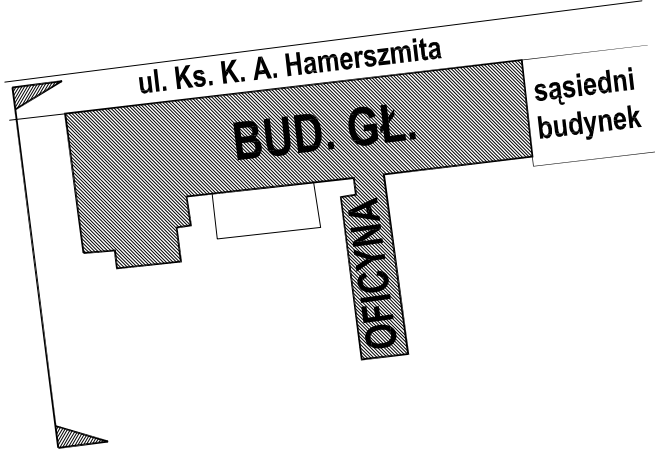 ul. Ks. K. A. Hamerszmita
BUD. GŁ.
sąsiedni
budynek
OFICYNA